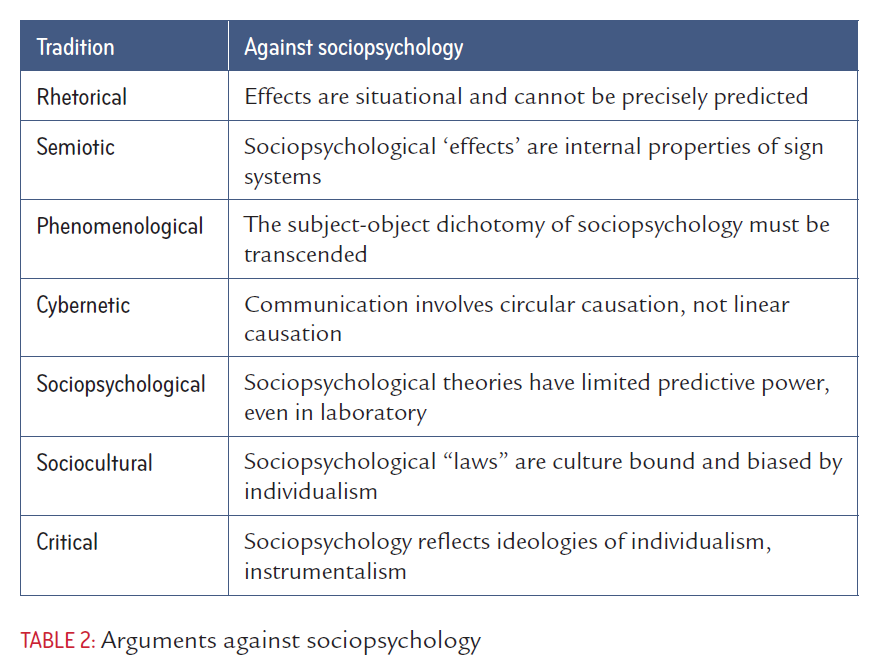 Tradition Against sociopsychology
Rhetorical Effects are situational and cannot be precisely predicted
Semiotic Sociopsychological ‘effects’ are internal properties of sign
systems
Phenomenological The subject-object dichotomy of sociopsychology must be
transcended
Cybernetic Communication involves circular causation, not linear
causation
Sociopsychological Sociopsychological theories have limited predictive power,
even in laboratory
Sociocultural Sociopsychological “laws” are culture bound and biased by
individualism
Critical Sociopsychology reflects ideologies of individualism,
instrumentalism
TABLE 2: Arguments against sociopsychology